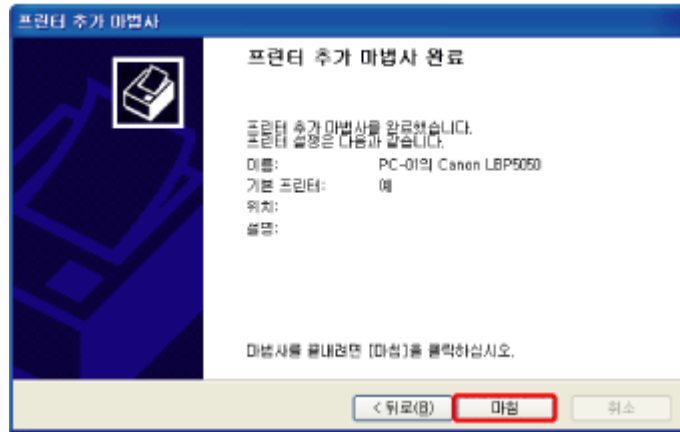 프린터 추가 마법사
프린터 추가 마법사 완료
프린터 추가 마법사를 완료했습니다.
프린터 설정은 다음과 같습니다.
이름: PC-01의 Canon LBP5050
기본 프린터: 예
위치:
설명:
마법사를 끝내려면 [마침]을 클릭하십시오.
< 뒤로(B) 마침 취소